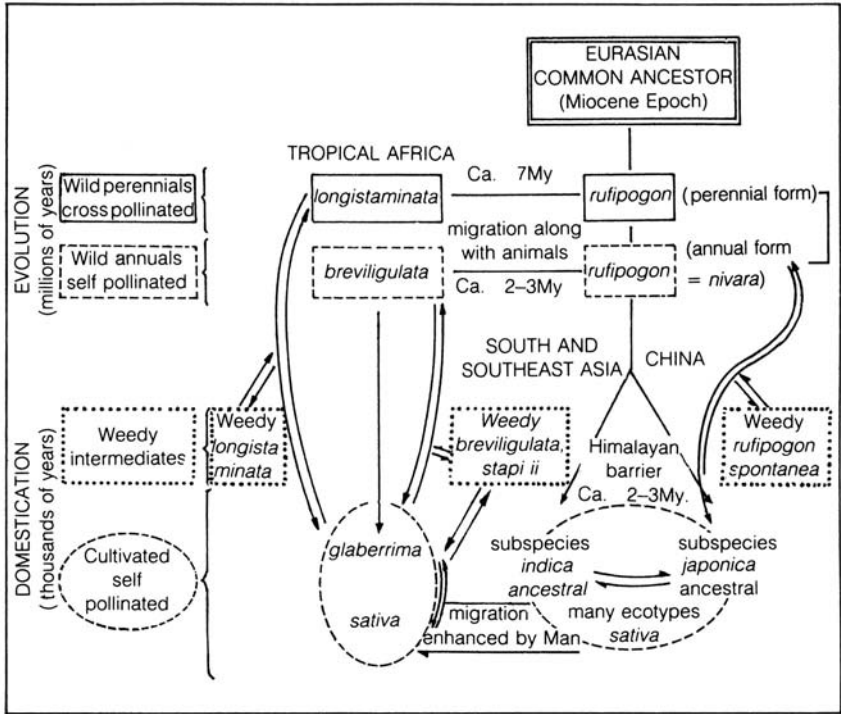 EURASIAN
COMMON ANCESTOR
(Miocene Epoch)
TROPICAL AFRICA
EVOLUTION
(millions of years)
Wild perennials
cross pollinated
longistaminata
Ca. 7My
rufipogon
(perennial form)
Wild annuals
self pollinated
breviligulata
migration along
with animals
Ca. 2–3My
rufipogon
(annual form
= nivara)
SOUTH AND
SOUTHEAST ASIA
CHINA
DOMESTICATION
(thousands of years)
Weedy
intermediates
Weedy
longista
minata
Weedy
breviligulata,
stapi ii
Himalayan
barrier
Ca. 2–3My.
Weedy
rufipogon
spontanea
Cultivated
self
pollinated
glaberrima
sativa
migration
enhanced by Man
subspecies
indica
ancestral
subspecies
japonica
ancestral
many ecotypes
sativa